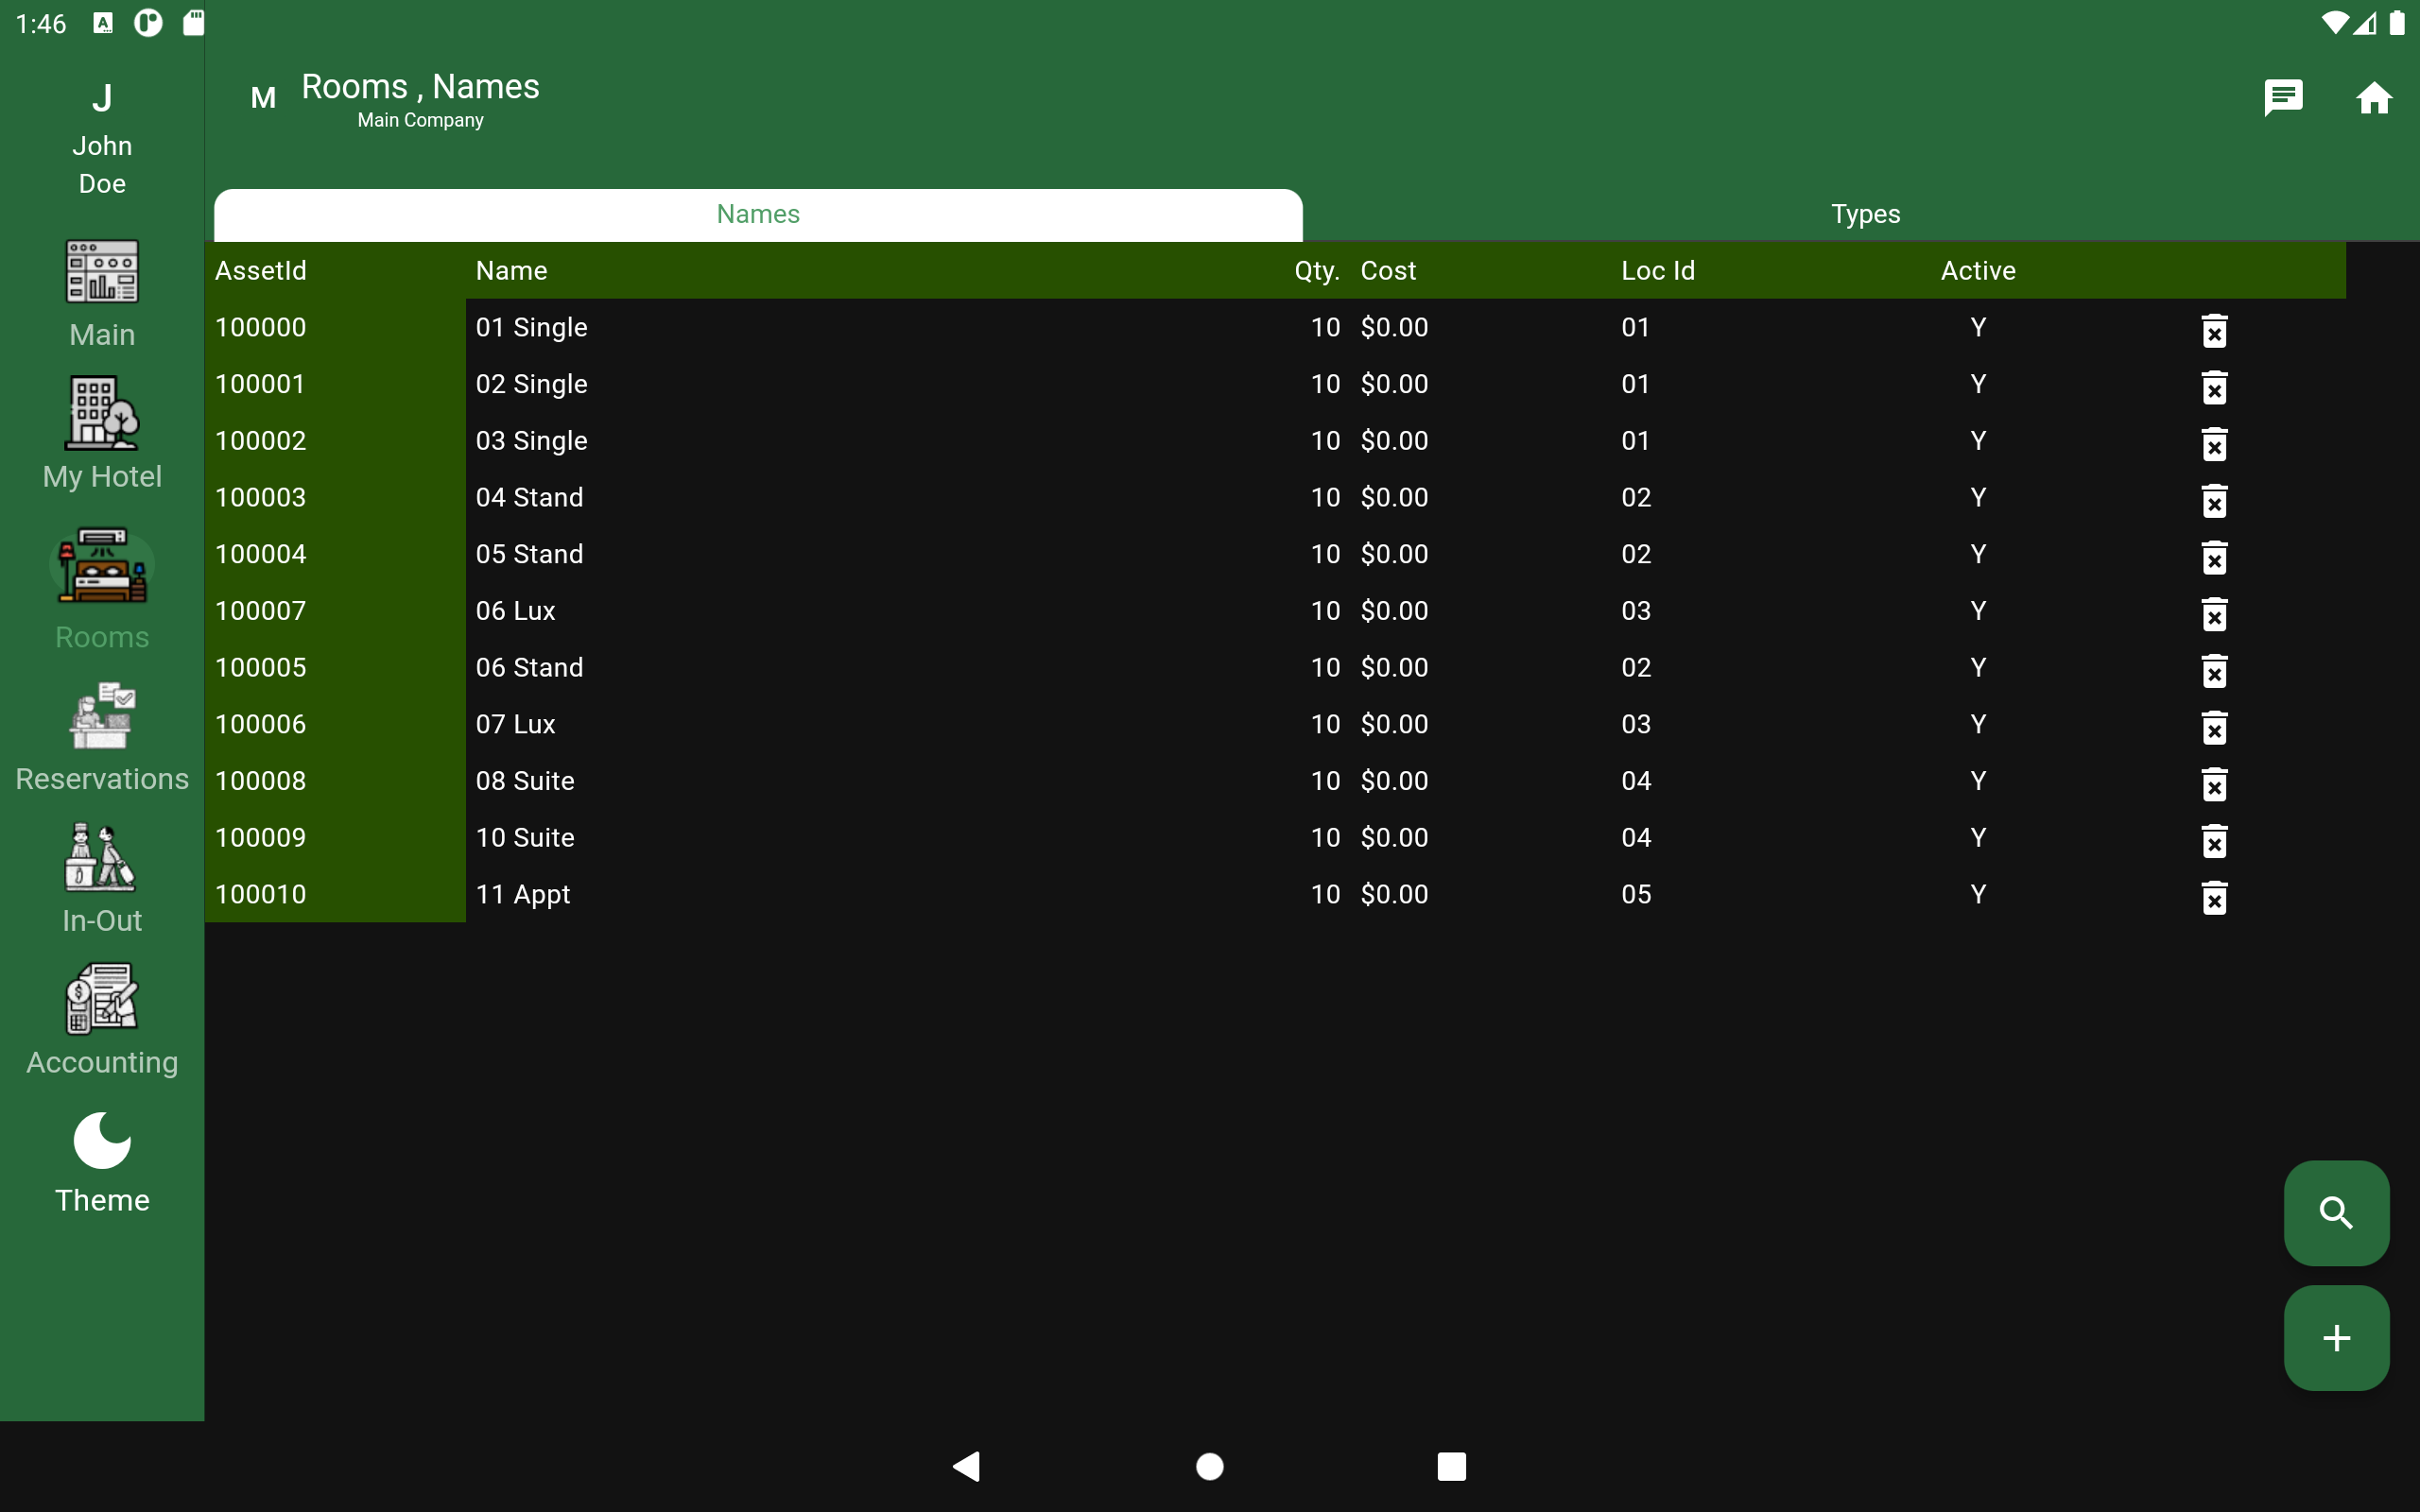 1:46
J
John
Doe
Main
My Hotel
Rooms
Reservations
In-Out
Accounting
Theme
M
Rooms , Names
Main Company
Names Types
AssetId Name Qty. Cost Loc Id Active
100000 01 Single 10 $0.00 01 Y
100001 02 Single 10 $0.00 01 Y
100002 03 Single 10 $0.00 01 Y
100003 04 Stand 10 $0.00 02 Y
100004 05 Stand 10 $0.00 02 Y
100007 06 Lux 10 $0.00 03 Y
100005 06 Stand 10 $0.00 02 Y
100006 07 Lux 10 $0.00 03 Y
100008 08 Suite 10 $0.00 04 Y
100009 10 Suite 10 $0.00 04 Y
100010 11 Appt 10 $0.00 05 Y